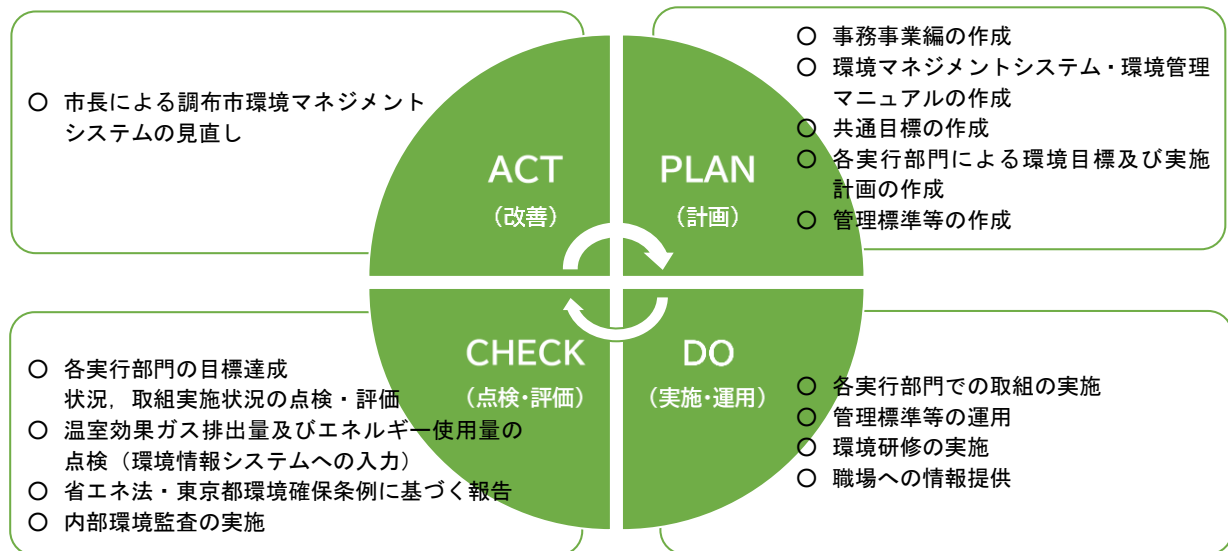 〇 市長による調布市環境マネジメント
システムの見直し
ACT
（改善）
〇 事務事業編の作成
〇 環境マネジメントシステム・環境管理
マニュアルの作成
〇 共通目標の作成
〇 各実行部門による環境目標及び実施
計画の作成
〇 管理標準等の作成
PLAN
（計画）
〇 各実行部門の目標達成
状況，取組実施状況の点検・評価
〇 温室効果ガス排出量及びエネルギー使用量の
点検（環境情報システムへの入力）
〇 省エネ法・東京都環境確保条例に基づく報告
〇 内部環境監査の実施
CHECK
（点検・評価）
DO
（実施・運用）
〇 各実行部門での取組の実施
〇 管理標準等の運用
〇 環境研修の実施
〇 職場への情報提供